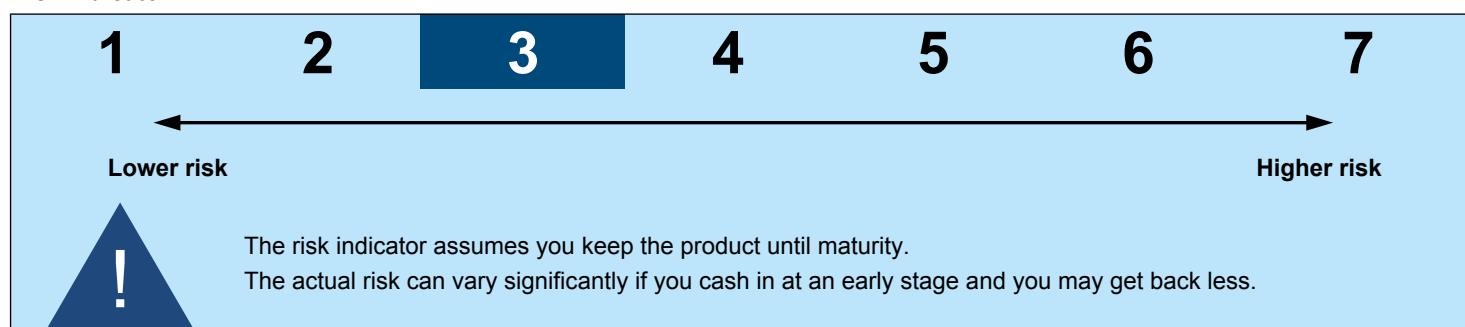 1 2 3 4 5 6 7
Lower risk Higher risk
!
The risk indicator assumes you keep the product until maturity.
The actual risk can vary significantly if you cash in at an early stage and you may get back less.